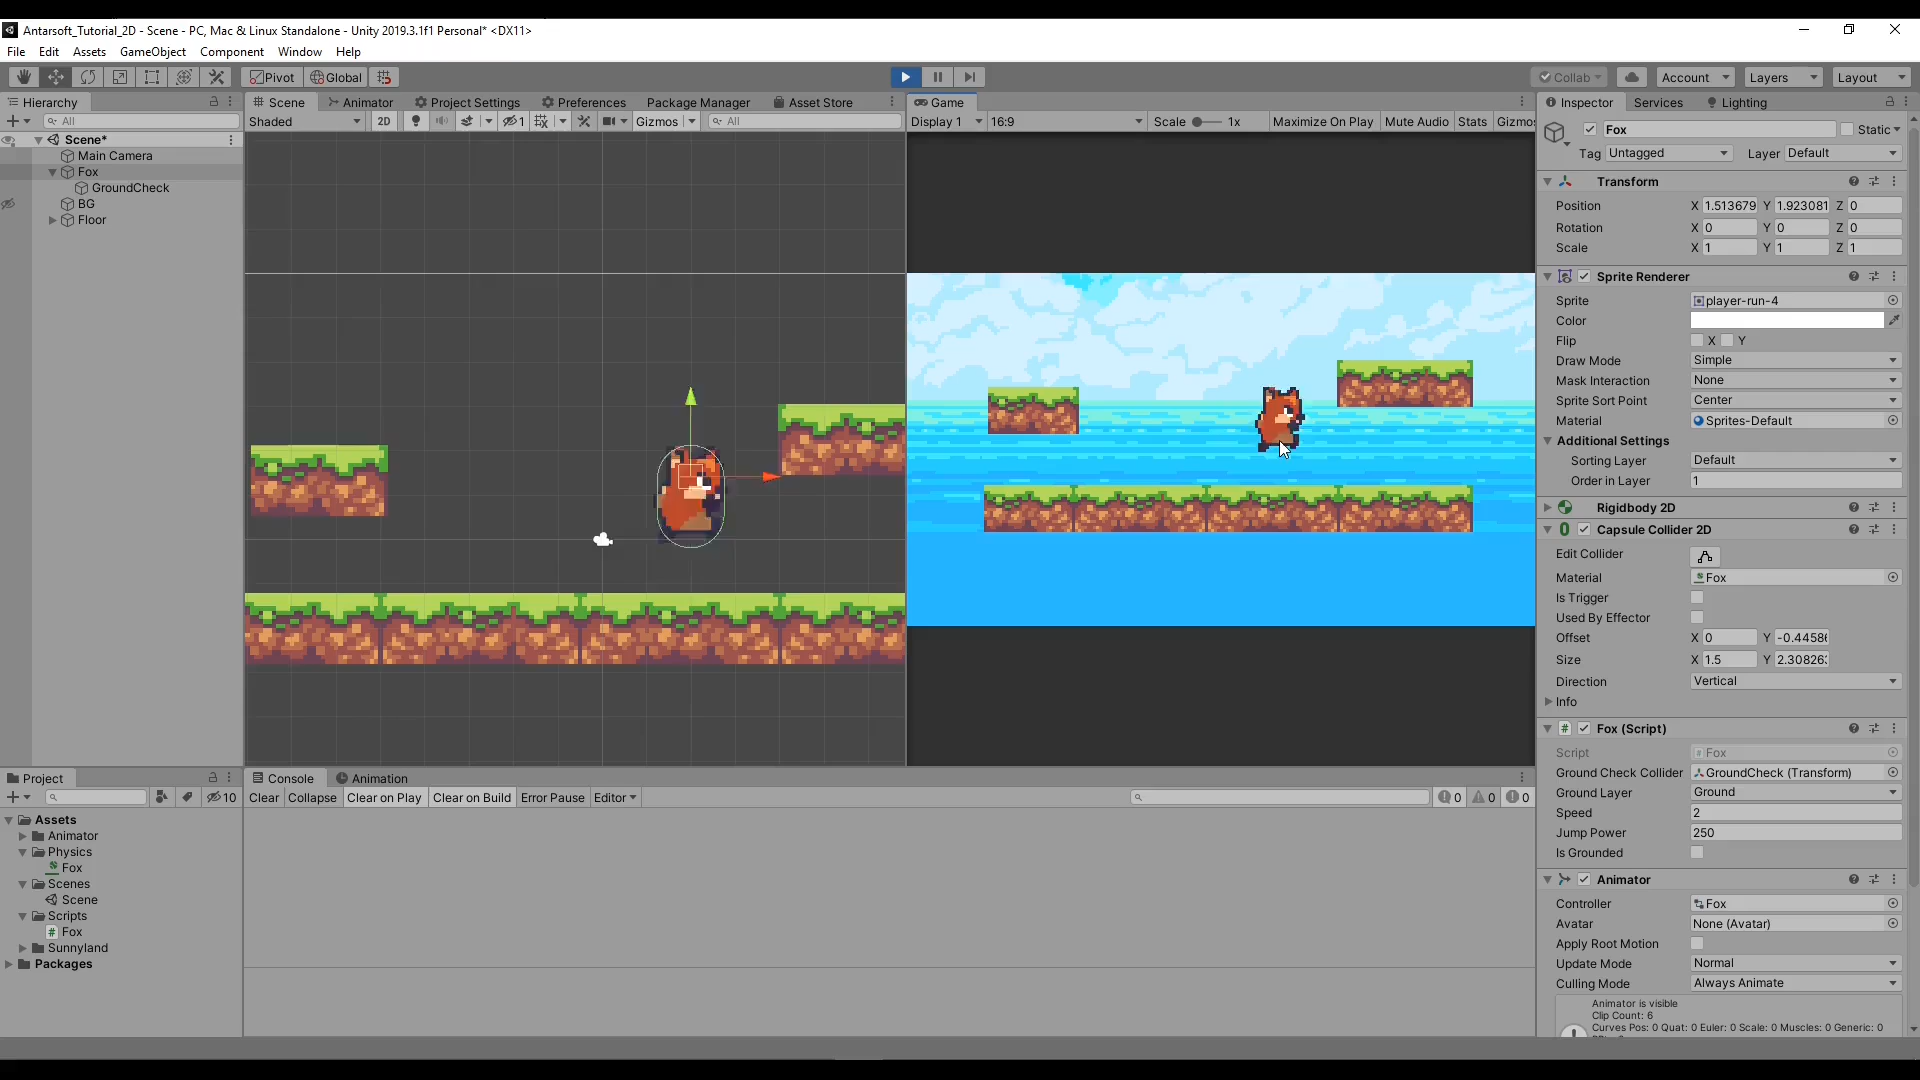 Antarsoft_Tutorial_2D - Scene - PC, Mac & Linux Standalone - Unity 2019.3.1f1 Personal* <DX11>
File Edit Assets GameObject Component Window Help
Pivot Global Collab Account Layers Layout
Hierarchy
All
Scene*
Main Camera
Fox
GroundCheck
BG
Floor
Scene Animator Project Settings Preferences Package Manager Asset Store
Shaded 2D 1 Gizmos All
Game
Display 1 16:9 Scale 1x Maximize On Play Mute Audio Stats Gizmos
Inspector Services Lighting
Fox Static
Tag Untagged Layer Default
Transform
Position X 1.513679 Y 1.923081 Z 0
Rotation X 0 Y 0 Z 0
Scale X 1 Y 1 Z 1
Sprite Renderer
Sprite player-run-4
Color
Flip X Y
Draw Mode Simple
Mask Interaction None
Sprite Sort Point Center
Material Sprites-Default
Additional Settings
Sorting Layer Default
Order in Layer 1
Rigidbody 2D
Capsule Collider 2D
Edit Collider
Material Fox
Is Trigger
Used By Effector
Offset X 0 Y -0.4458
Size X 1.5 Y 2.30826
Direction Vertical
Info
Fox (Script)
Script Fox
Ground Check Collider GroundCheck (Transform)
Ground Layer Ground
Speed 2
Jump Power 250
Is Grounded
Animator
Controller Fox
Avatar None (Avatar)
Apply Root Motion
Update Mode Normal
Culling Mode Always Animate
Animator is visible
Clip Count: 6
Curves Pos: 0 Quat: 0 Euler: 0 Scale: 0 Muscles: 0 Generic: 0
Project
10
Assets
Animator
Physics
Fox
Scenes
Scene
Scripts
Fox
Sunnyland
Packages
Console Animation
Clear Collapse Clear on Play Clear on Build Error Pause Editor 0 0 0